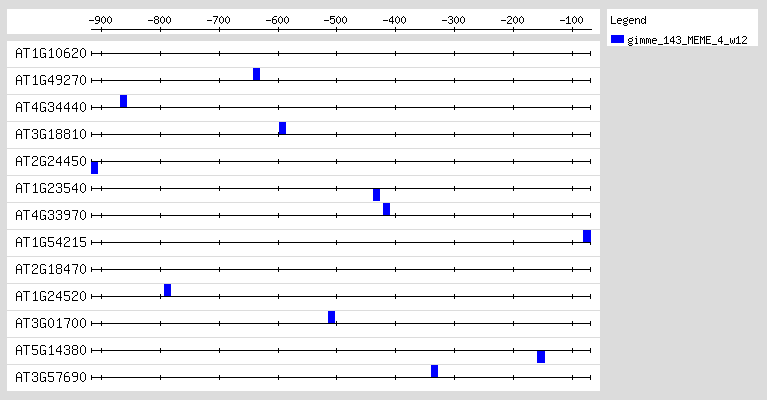 -900 -800 -700 -600 -500 -400 -300 -200 -100
Legend
gimme_143_MEME_4_w12
AT1G10620
AT1G49270
AT4G34440
AT3G18810
AT2G24450
AT1G23540
AT4G33970
AT1G54215
AT2G18470
AT1G24520
AT3G01700
AT5G14380
AT3G57690